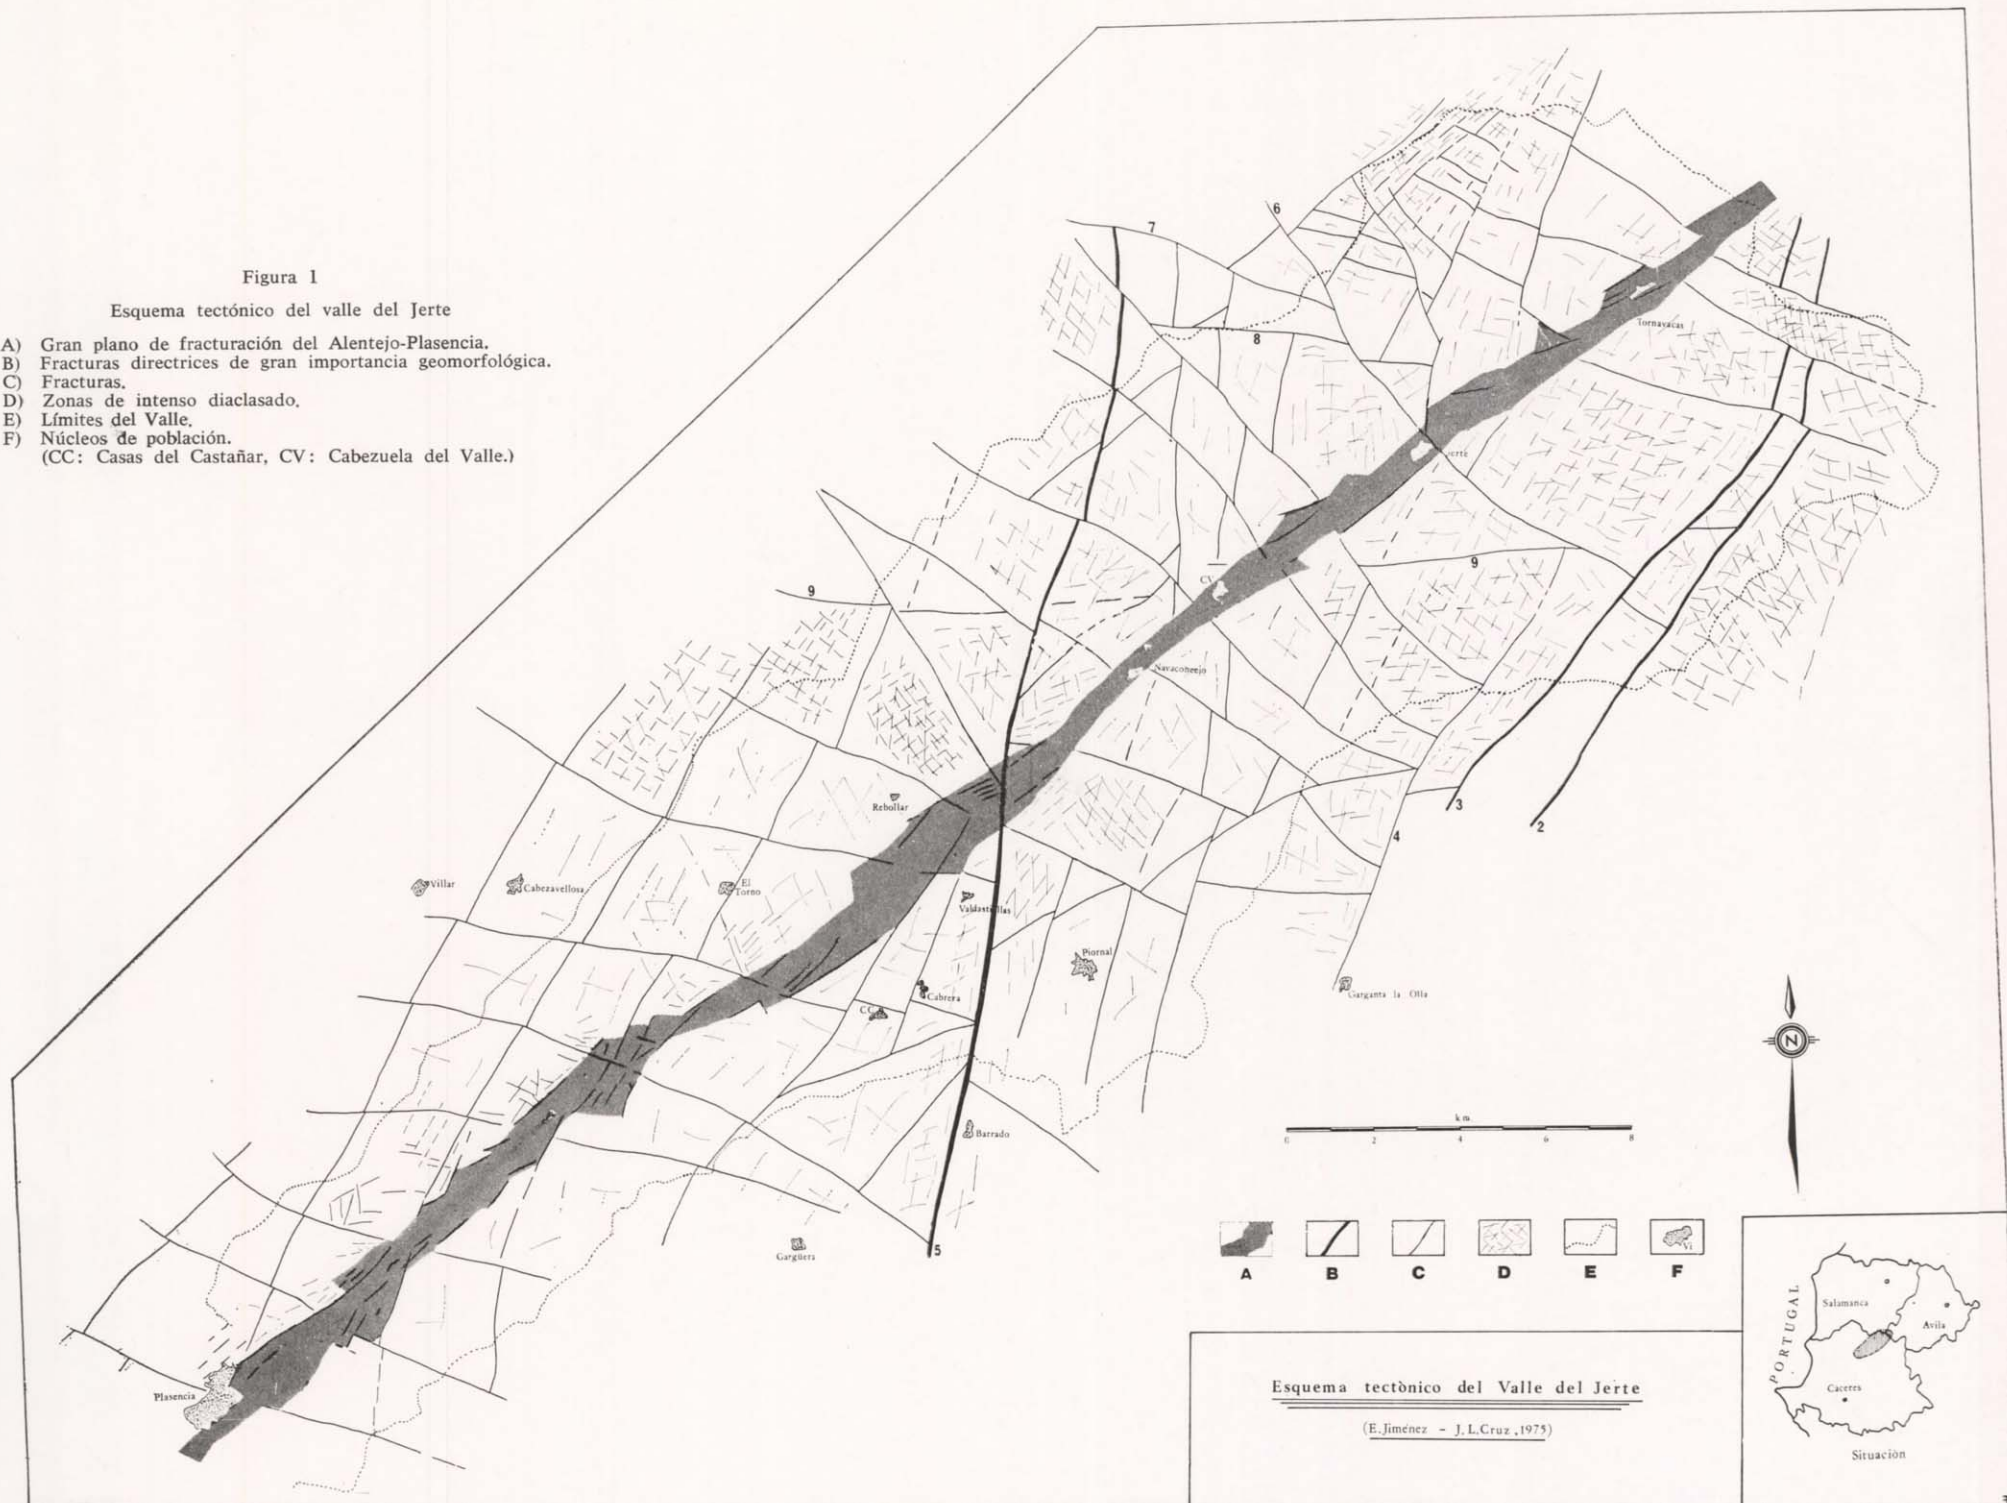 Figura 1
Esquema tectónico del valle del Jerte
A) Gran plano de fracturación del Alentejo-Plasencia.
B) Fracturas directrices de gran importancia geomorfológica.
C) Fracturas.
D) Zonas de intenso diaclasado.
E) Límites del Valle.
F) Núcleos de población.
(CC: Casas del Castañar, CV: Cabezuela del Valle.)
6
7
8
Tornavacas
erte
9
9
CV
Navaconcejo
Rebollar
3
2
4
Villar
Cabezavellosa
El
Torno
Valdastillas
Piornal
Cabrera
CC
Garganta la Olla
N
km.
0 2 4 6 8
Barrado
Gargüera
5
A B C D E F
Vi
Plasencia
Esquema tectònico del Valle del Jerte
(E.Jiménez - J.L.Cruz,1975)
PORTUGAL
Salamanca
Avila
Caceres
Situaciòn